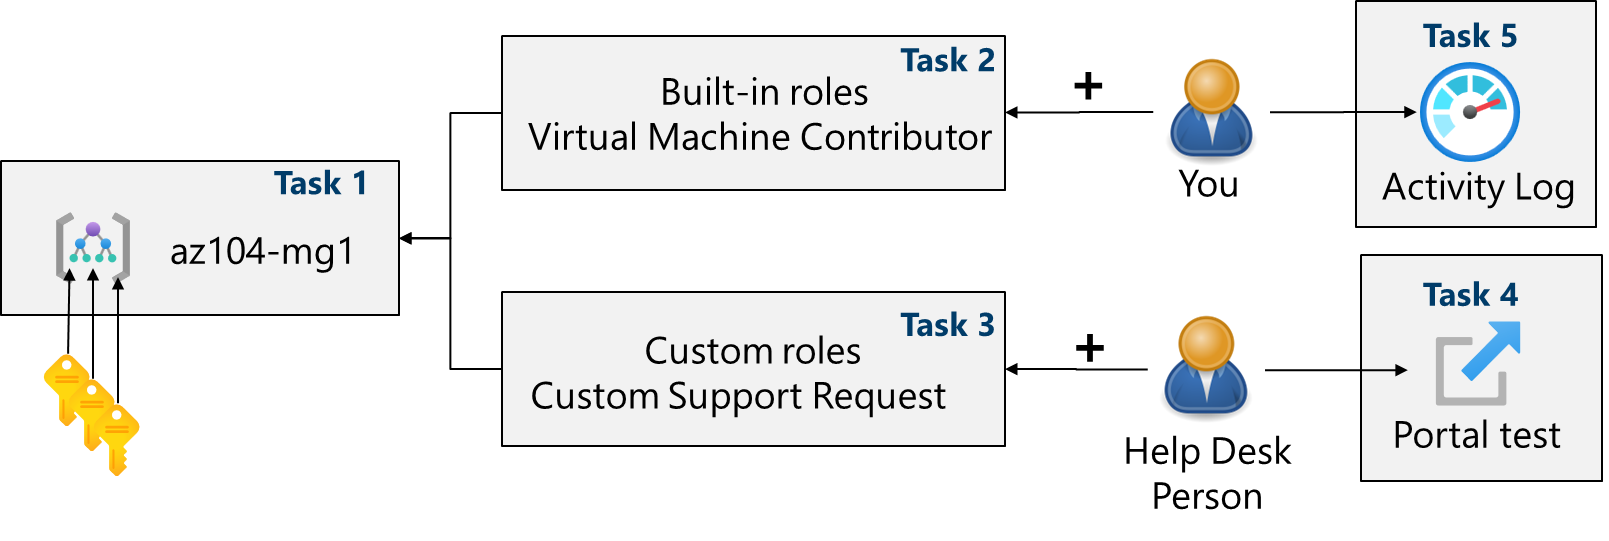 Task 1
az104-mg1
Task 2
Built-in roles
Virtual Machine Contributor
+
You
Task 5
Activity Log
Task 3
Custom roles
Custom Support Request
+
Help Desk
Person
Task 4
Portal test